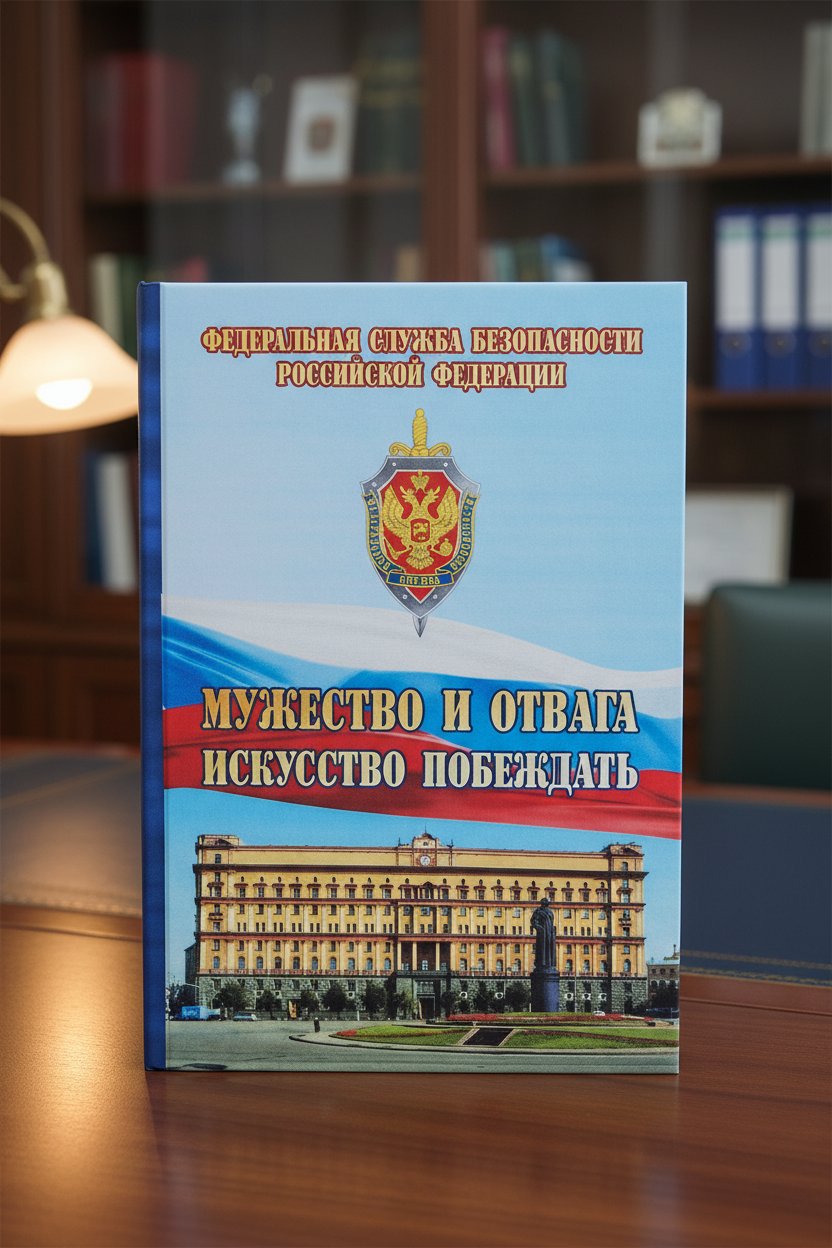 ФЕДЕРАЛЬНАЯ СЛУЖБА БЕЗОПАСНОСТИ
РОССИЙСКОЙ ФЕДЕРАЦИИ
МУЖЕСТВО И ОТВАГА
ИСКУССТВО ПОБЕЖДАТЬ